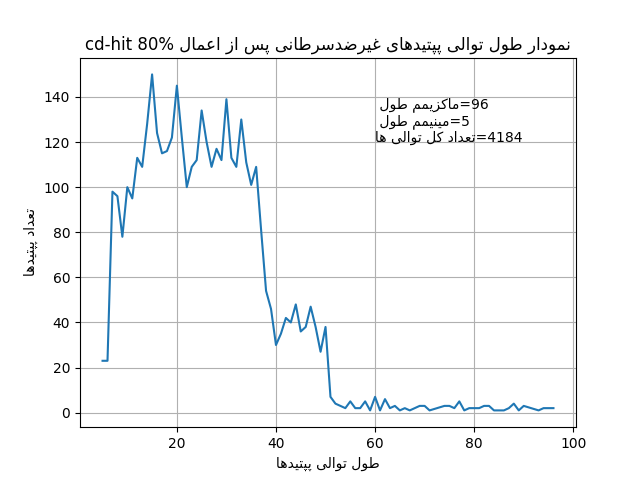 نمودار طول توالی پپتیدهای غیرضدسرطانی پس از اعمال cd-hit 80%
ماکزیمم طول=96
مینیمم طول=5
تعداد کل توالی ها=4184
تعداد پپتیدها
140
120
100
80
60
40
20
0
20 40 60 80 100
طول توالی پپتیدها